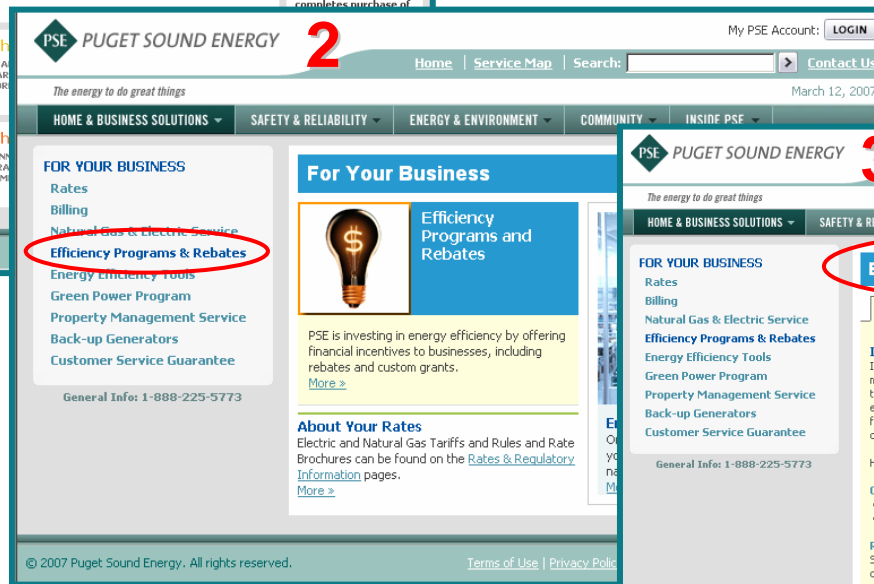 completes purchase of
PSE PUGET SOUND ENERGY
2
My PSE Account: LOGIN
Home | Service Map | Search:
Contact Us
The energy to do great things
March 12, 2007
HOME & BUSINESS SOLUTIONS
SAFETY & RELIABILITY
ENERGY & ENVIRONMENT
COMMUNITY
INSIDE PSE
FOR YOUR BUSINESS
Rates
Billing
Natural Gas & Electric Service
Efficiency Programs & Rebates
Energy Efficiency Tools
Green Power Program
Property Management Service
Back-up Generators
Customer Service Guarantee
General Info: 1-888-225-5773
For Your Business
$
Efficiency
Programs and
Rebates
PSE is investing in energy efficiency by offering
financial incentives to businesses, including
rebates and custom grants.
More »
About Your Rates
Electric and Natural Gas Tariffs and Rules and Rate
Brochures can be found on the Rates & Regulatory
Information pages.
More »
© 2007 Puget Sound Energy. All rights reserved.
Terms of Use |
PSE PUGET SOUND ENERGY
3
The energy to do great things
HOME & BUSINESS SOLUTIONS
SAFETY &
FOR YOUR BUSINESS
Rates
Billing
Natural Gas & Electric Service
Efficiency Programs & Rebates
Energy Efficiency Tools
Green Power Program
Property Management Service
Back-up Generators
Customer Service Guarantee
General Info: 1-888-225-5773